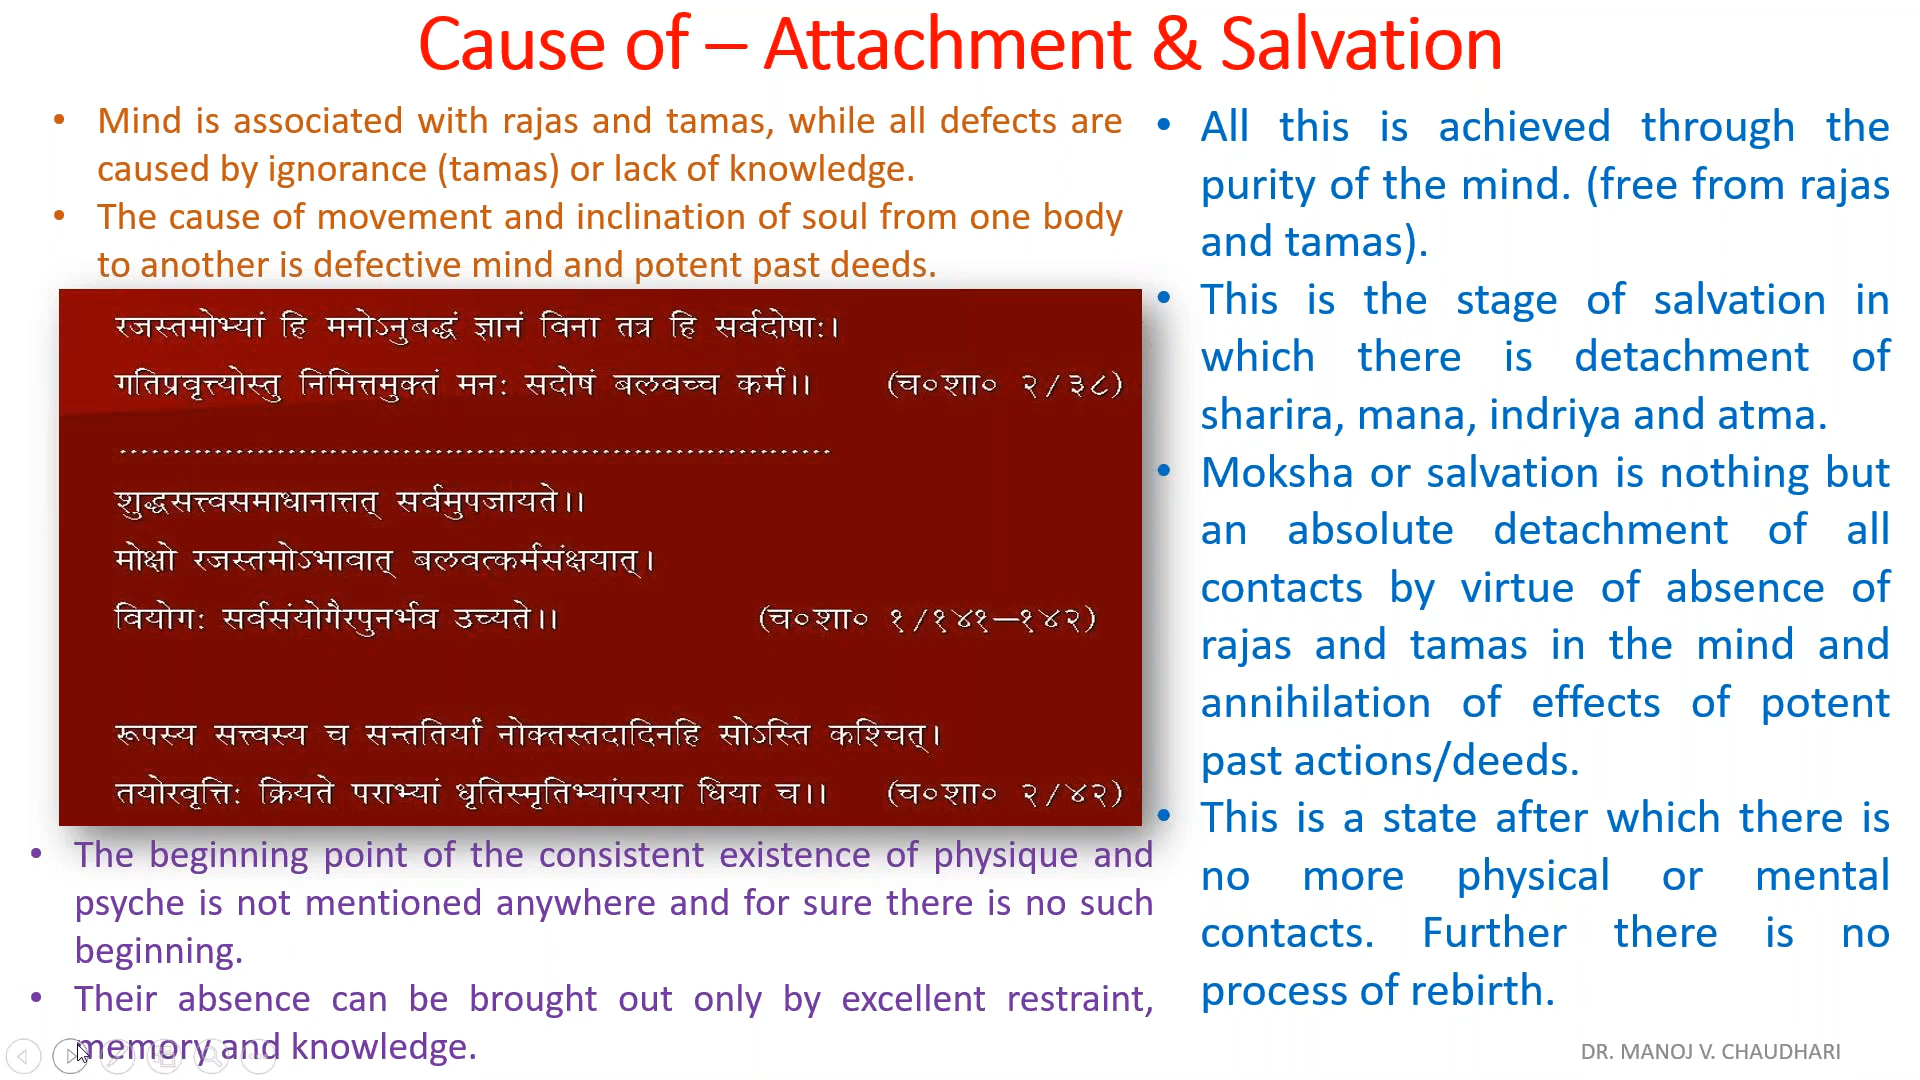 Cause of – Attachment & Salvation
• Mind is associated with rajas and tamas, while all defects are
caused by ignorance (tamas) or lack of knowledge.
• The cause of movement and inclination of soul from one body
to another is defective mind and potent past deeds.
रजस्तमोभ्यां हि मनोऽनुबद्धं ज्ञानं विना तत्र हि सर्वदोषाः।
गतिप्रवृत्त्योस्तु निमित्तमुक्तं मनः सदोषं बलवच्च कर्म।। (च०शा० २/३८)
शुद्धसत्त्वसमाधानात्तत् सर्वमुपजायते।।
मोक्षो रजस्तमोऽभावात् बलवत्कर्मसंक्षयात्।
वियोगः सर्वसंयोगैरपुनर्भव उच्यते।। (च०शा० १/१४१—१४२)
रूपस्य सत्त्वस्य च सन्ततिर्या नोक्तस्तदादिनहि सोऽस्ति कश्चित्।
तयोरवृत्तिः क्रियते पराभ्यां धृतिस्मृतिभ्यांपरया धिया च।। (च०शा० २/४२)
• The beginning point of the consistent existence of physique and
psyche is not mentioned anywhere and for sure there is no such
beginning.
• Their absence can be brought out only by excellent restraint,
memory and knowledge.
• All this is achieved through the
purity of the mind. (free from rajas
and tamas).
• This is the stage of salvation in
which there is detachment of
sharira, mana, indriya and atma.
• Moksha or salvation is nothing but
an absolute detachment of all
contacts by virtue of absence of
rajas and tamas in the mind and
annihilation of effects of potent
past actions/deeds.
• This is a state after which there is
no more physical or mental
contacts. Further there is no
process of rebirth.
DR. MANOJ V. CHAUDHARI